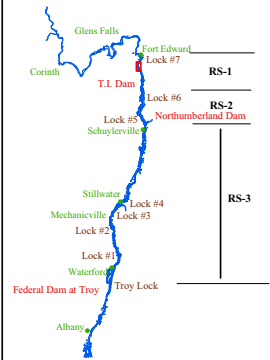 Glens Falls
Fort Edward
Lock #7
Corinth
RS-1
T.I. Dam
Lock #6
RS-2
Northumberland Dam
Lock #5
Schuylerville
RS-3
Stillwater
Lock #4
Mechanicville
Lock #3
Lock #2
Lock #1
Waterford
Troy Lock
Federal Dam at Troy
Albany